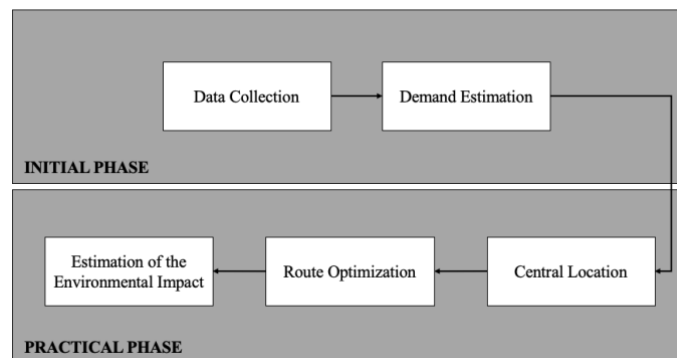 Data Collection
Demand Estimation
INITIAL PHASE
Estimation of the
Environmental Impact
Route Optimization
Central Location
PRACTICAL PHASE